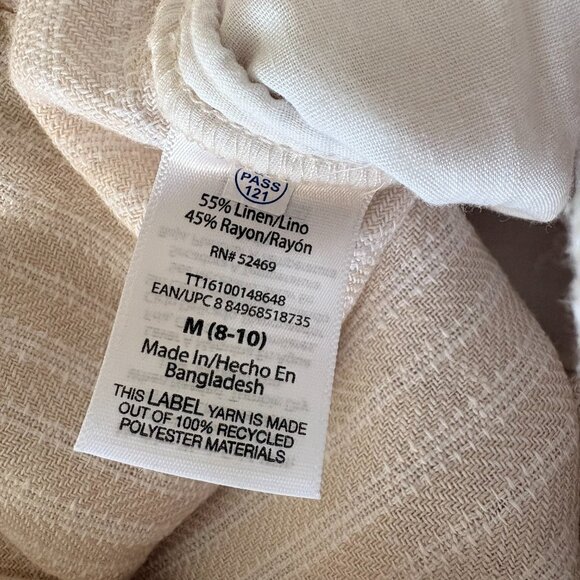 PASS
121
55% Linen/Lino
45% Rayon/Rayón
RN# 52469
TT16100148648
EAN/UPC 8 84968518735
M (8-10)
Made In/Hecho En
Bangladesh
THIS LABEL YARN IS MADE
OUT OF 100% RECYCLED
POLYESTER MATERIALS